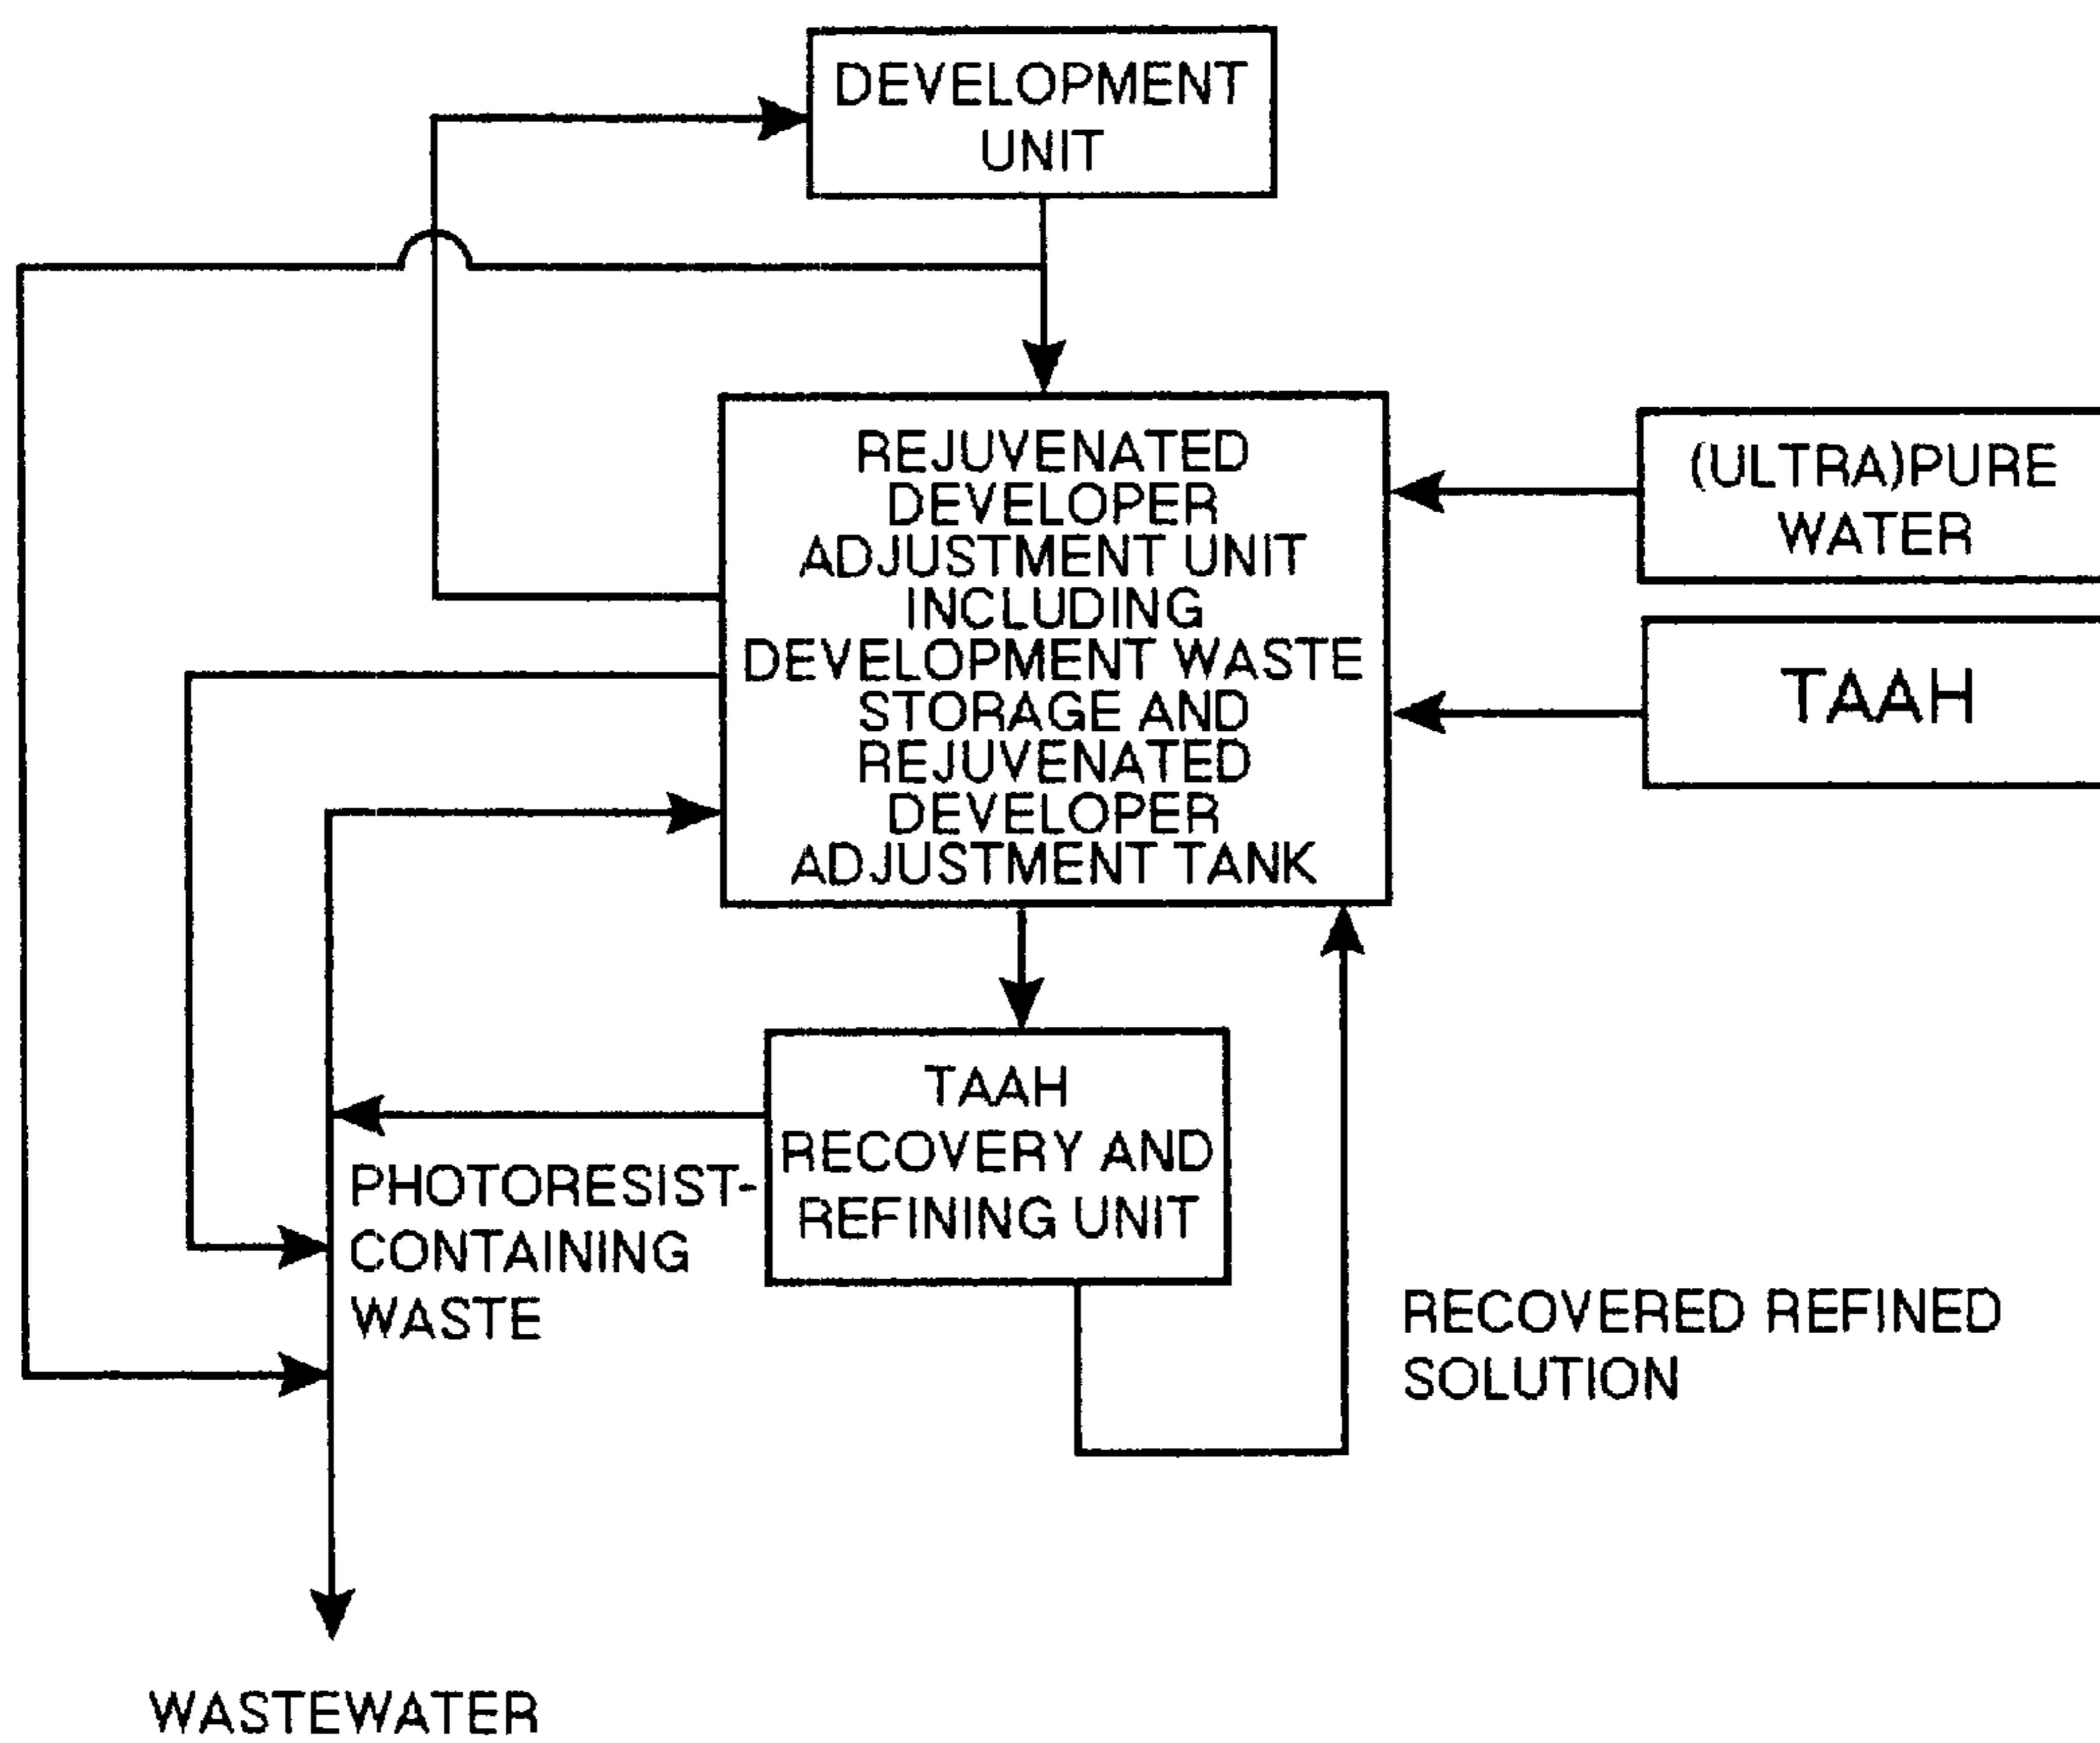 DEVELOPMENT
UNIT
REJUVENATED
DEVELOPER
ADJUSTMENT UNIT
INCLUDING
DEVELOPMENT WASTE
STORAGE AND
REJUVENATED
DEVELOPER
ADJUSTMENT TANK
(ULTRA)PURE
WATER
TAAH
TAAH
RECOVERY AND
REFINING UNIT
PHOTORESIST-
CONTAINING
WASTE
RECOVERED REFINED
SOLUTION
WASTEWATER